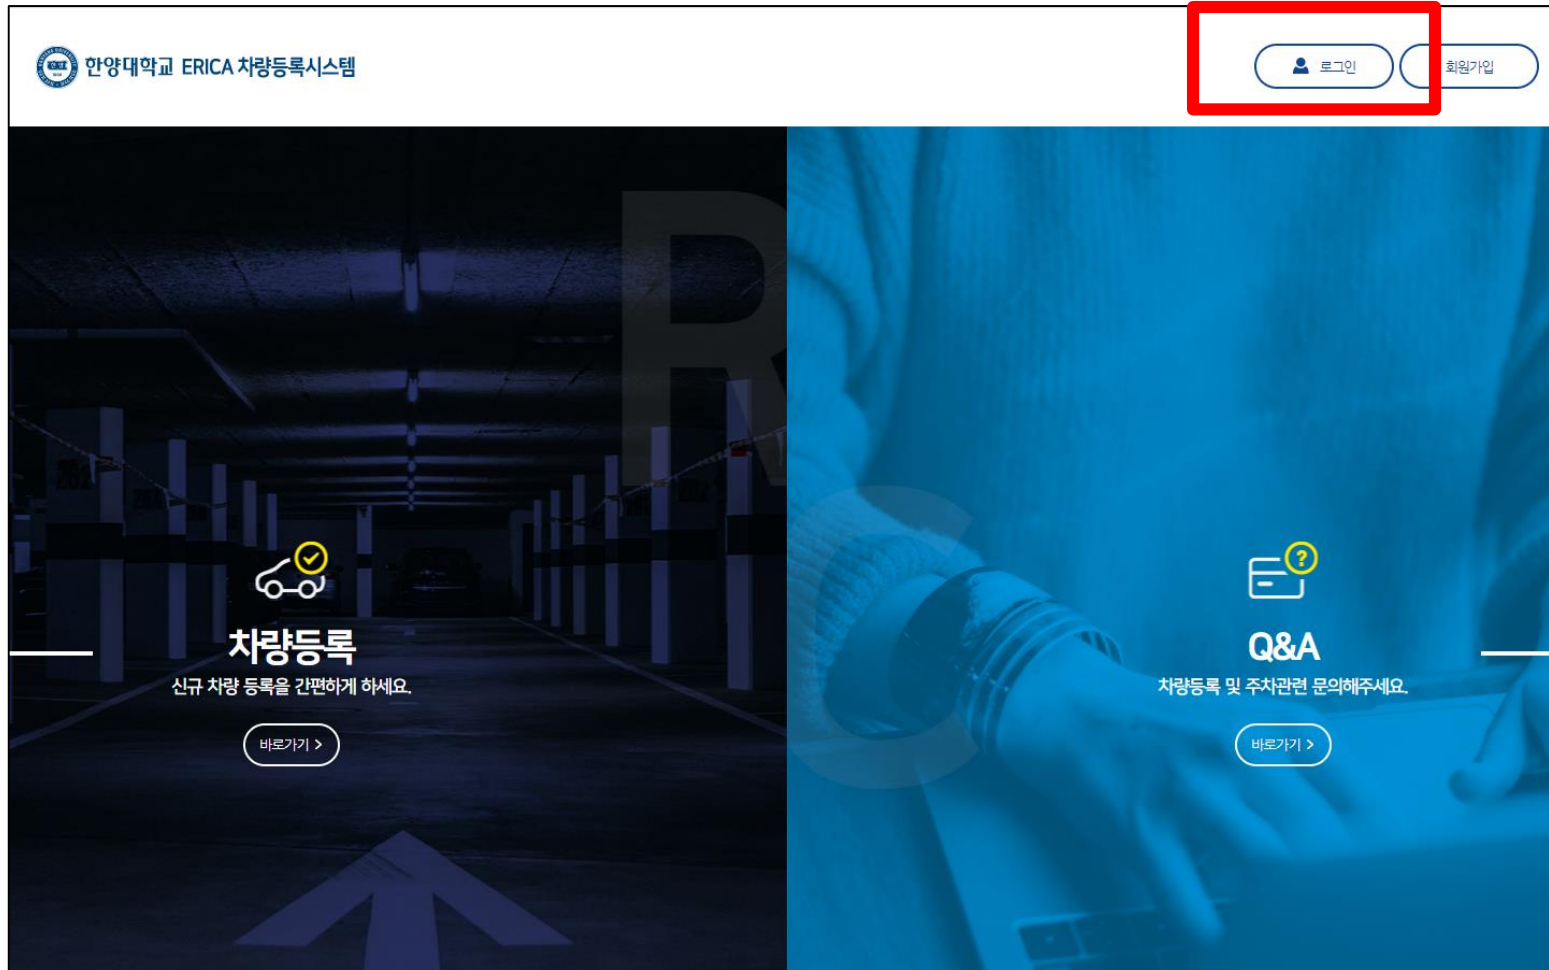 한양대학교 ERICA 차량등록시스템
로그인
회원가입
R
C
차량등록
신규 차량 등록을 간편하게 하세요.
바로가기 >
?
Q&A
차량등록 및 주차관련 문의해주세요.
바로가기 >